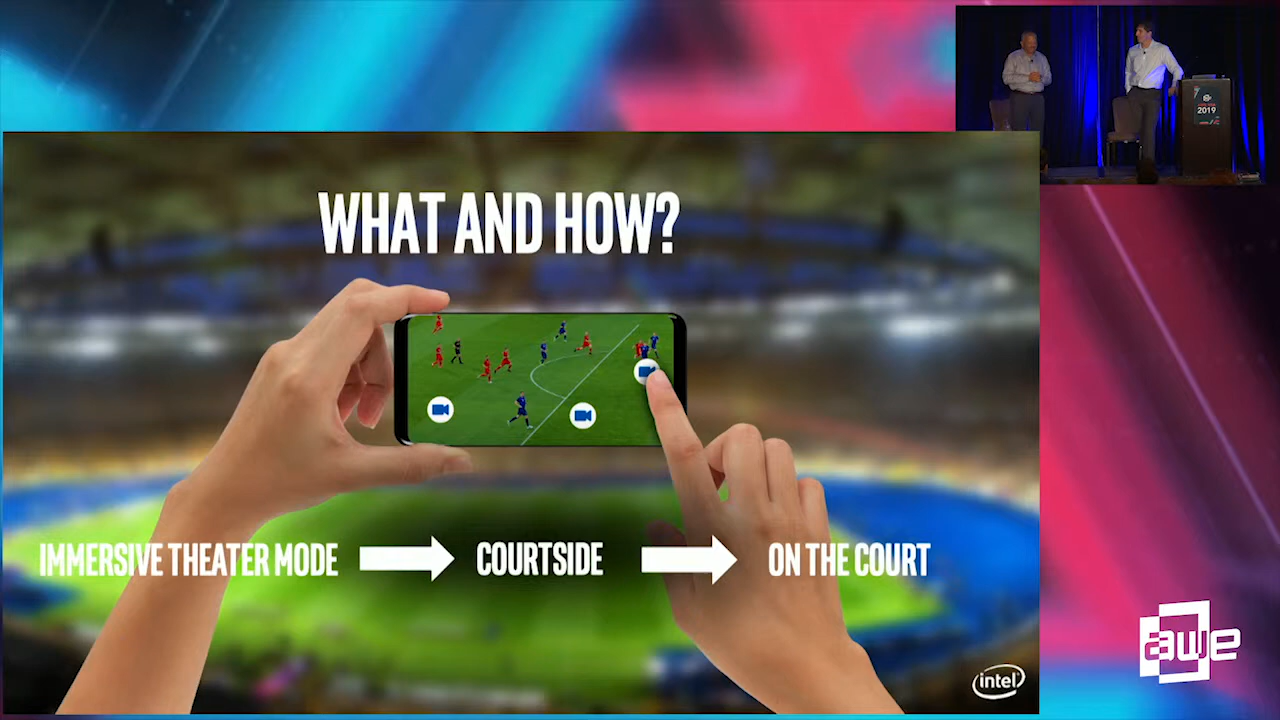 WHAT AND HOW?
IMMERSIVE THEATER MODE
COURTSIDE
ON THE COURT
intel
awe
2019